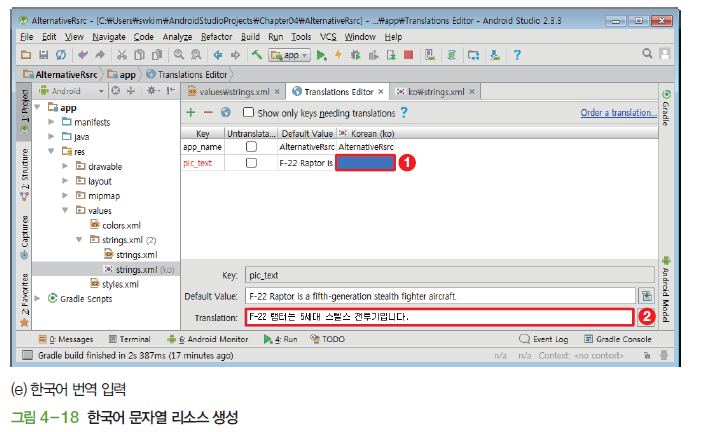 AlternativeRsrc - [C:₩Users₩swkim₩AndroidStudioProjects₩Chapter04₩AlternativeRsrc] - ...₩app₩Translations Editor - Android Studio 2.3.3
File Edit View Navigate Code Analyze Refactor Build Run Tools VCS Window Help
app
AlternativeRsrc app Translations Editor
Android values₩strings.xml × Translations Editor × ko₩strings.xml ×
1: Project
2: Structure
Captures
2: Favorites
app
manifests
java
res
drawable
layout
mipmap
values
colors.xml
strings.xml (2)
strings.xml
strings.xml (ko)
styles.xml
Gradle Scripts
Show only keys needing translations ? Order a translation...
Key Untranslata... Default Value Korean (ko)
app_name AlternativeRsrc AlternativeRsrc
pic_text F-22 Raptor is 1
Key: pic_text
Default Value: F-22 Raptor is a fifth-generation stealth fighter aircraft.
Translation: F-22 랩터는 5세대 스텔스 전투기입니다. 2
Gradle
Android Model
0: Messages Terminal 6: Android Monitor 4: Run TODO Event Log Gradle Console
Gradle build finished in 2s 387ms (17 minutes ago) n/a n/a Context: <no context>
(e) 한국어 번역 입력
그림 4-18 한국어 문자열 리소스 생성